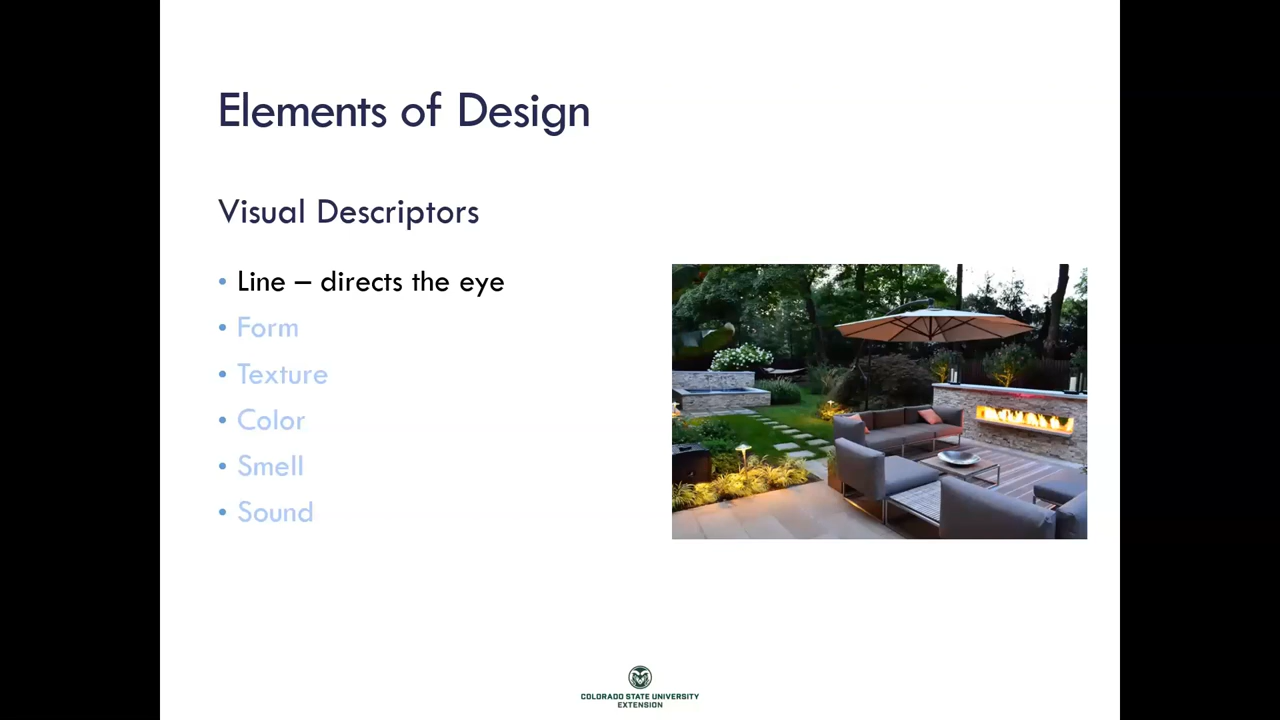 Elements of Design
Visual Descriptors
• Line – directs the eye
• Form
• Texture
• Color
• Smell
• Sound
COLORADO STATE UNIVERSITY
EXTENSION